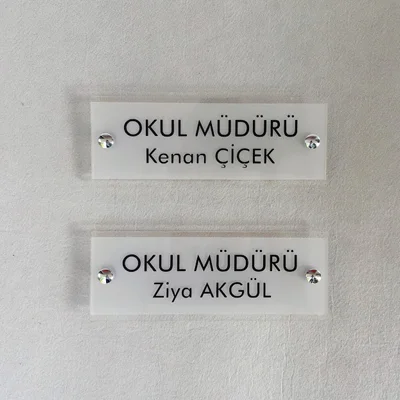 OKUL MÜDÜRÜ
Kenan ÇİÇEK
OKUL MÜDÜRÜ
Ziya AKGÜL